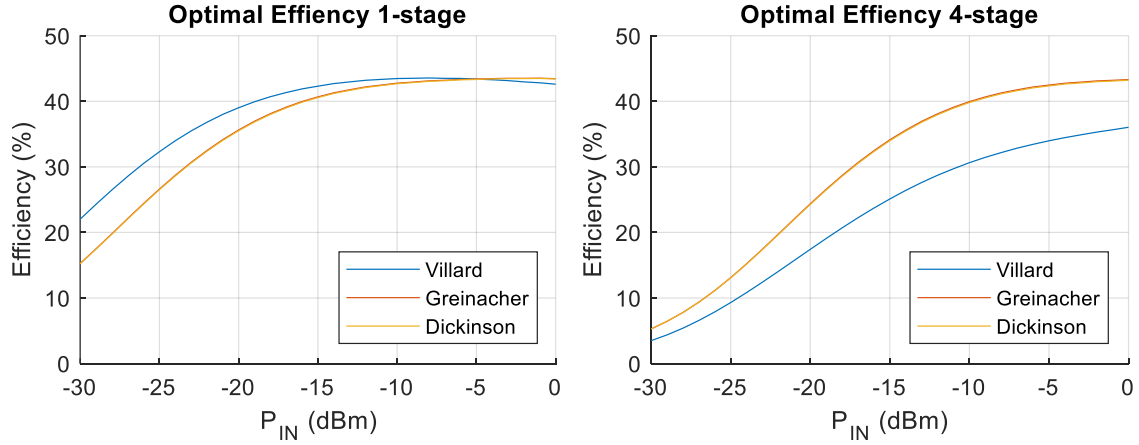 Optimal Effiency 1-stage
50
40
30
20
10
0
Efficiency (%)
-30 -25 -20 -15 -10 -5 0
P_IN (dBm)
Villard
Greinacher
Dickinson
Optimal Effiency 4-stage
50
40
30
20
10
0
Efficiency (%)
-30 -25 -20 -15 -10 -5 0
P_IN (dBm)
Villard
Greinacher
Dickinson